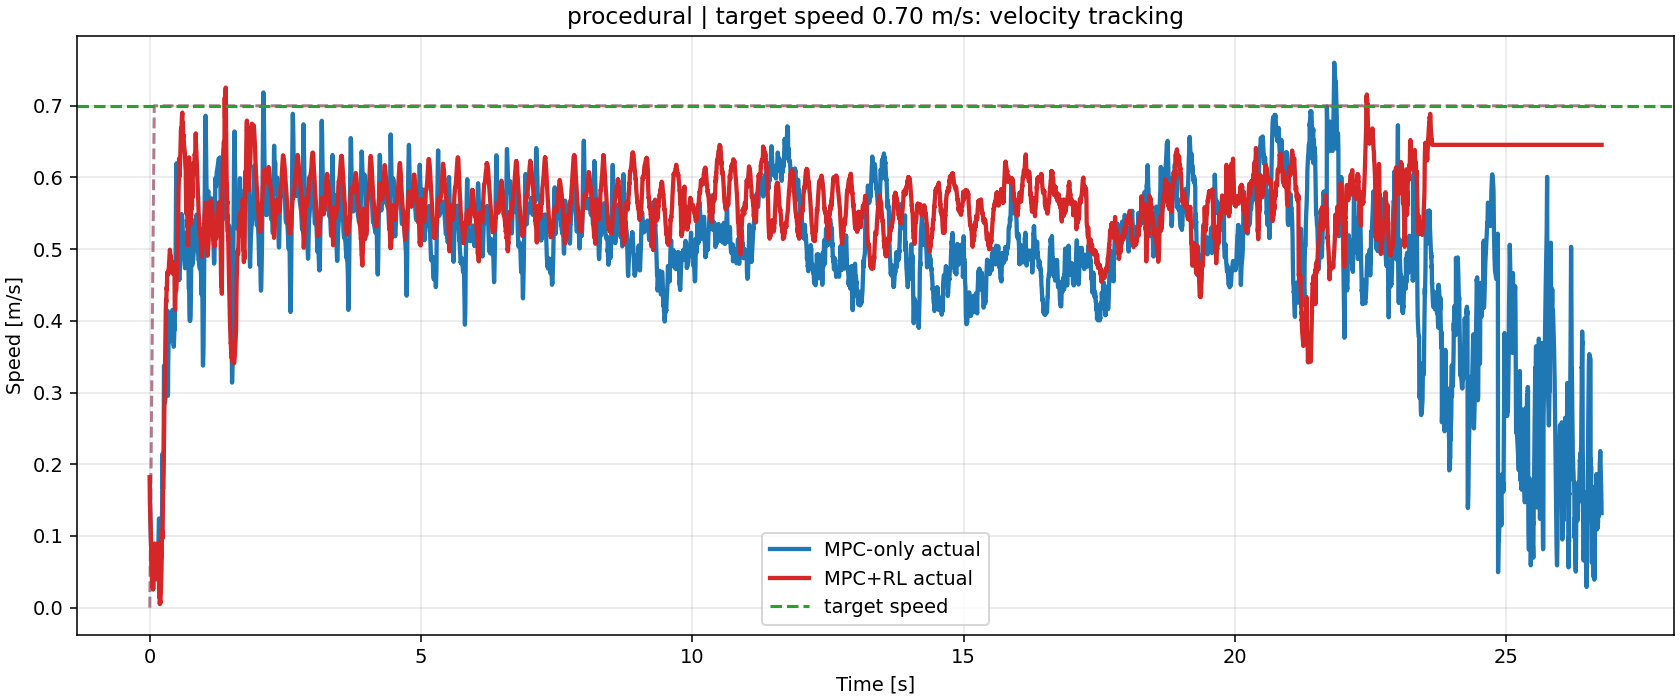 procedural | target speed 0.70 m/s: velocity tracking
Speed [m/s]
0.7
0.6
0.5
0.4
0.3
0.2
0.1
0.0
MPC-only actual
MPC+RL actual
target speed
0
5
10
15
20
25
Time [s]